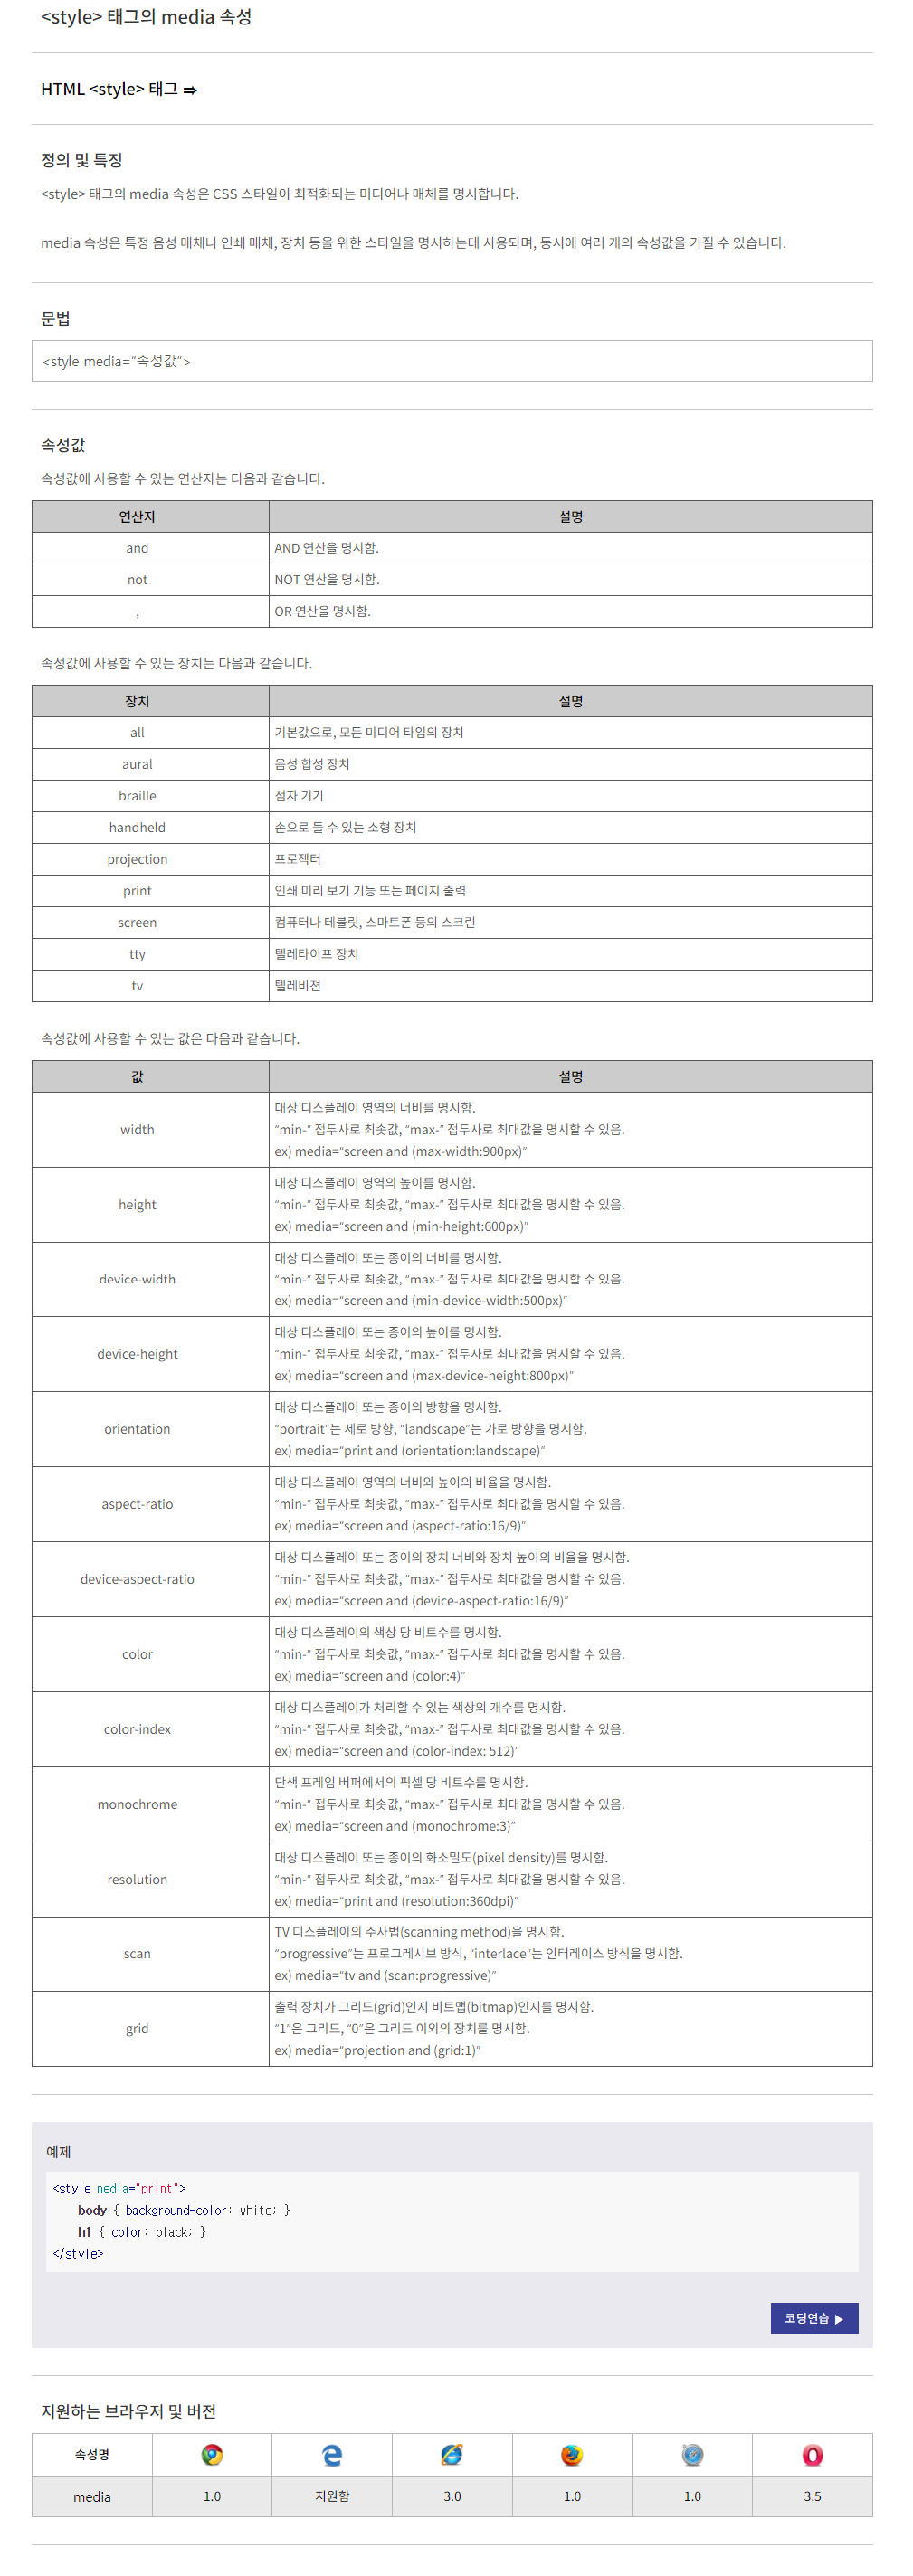 <style> 태그의 media 속성
HTML <style> 태그 ⇒
정의 및 특징
<style> 태그의 media 속성은 CSS 스타일이 최적화되는 미디어나 매체를 명시합니다.
media 속성은 특정 음성 매체나 인쇄 매체, 장치 등을 위한 스타일을 명시하는데 사용되며, 동시에 여러 개의 속성값을 가질 수 있습니다.
문법
<style media="속성값">
속성값
속성값에 사용할 수 있는 연산자는 다음과 같습니다.
연산자 설명
and AND 연산을 명시함.
not NOT 연산을 명시함.
, OR 연산을 명시함.
속성값에 사용할 수 있는 장치는 다음과 같습니다.
장치 설명
all 기본값으로, 모든 미디어 타입의 장치
aural 음성 합성 장치
braille 점자 기기
handheld 손으로 들 수 있는 소형 장치
projection 프로젝터
print 인쇄 미리 보기 기능 또는 페이지 출력
screen 컴퓨터나 테블릿, 스마트폰 등의 스크린
tty 텔레타이프 장치
tv 텔레비젼
속성값에 사용할 수 있는 값은 다음과 같습니다.
값 설명
대상 디스플레이 영역의 너비를 명시함.
width "min-" 접두사로 최솟값, "max-" 접두사로 최대값을 명시할 수 있음.
ex) media="screen and (max-width:900px)"
대상 디스플레이 영역의 높이를 명시함.
height "min-" 접두사로 최솟값, "max-" 접두사로 최대값을 명시할 수 있음.
ex) media="screen and (min-height:600px)"
대상 디스플레이 또는 종이의 너비를 명시함.
device-width "min-" 접두사로 최솟값, "max-" 접두사로 최대값을 명시할 수 있음.
ex) media="screen and (min-device-width:500px)"
대상 디스플레이 또는 종이의 높이를 명시함.
device-height "min-" 접두사로 최솟값, "max-" 접두사로 최대값을 명시할 수 있음.
ex) media="screen and (max-device-height:800px)"
대상 디스플레이 또는 종이의 방향을 명시함.
orientation "portrait"는 세로 방향, "landscape"는 가로 방향을 명시함.
ex) media="print and (orientation:landscape)"
대상 디스플레이 영역의 너비와 높이의 비율을 명시함.
aspect-ratio "min-" 접두사로 최솟값, "max-" 접두사로 최대값을 명시할 수 있음.
ex) media="screen and (aspect-ratio:16/9)"
대상 디스플레이 또는 종이의 장치 너비와 장치 높이의 비율을 명시함.
device-aspect-ratio "min-" 접두사로 최솟값, "max-" 접두사로 최대값을 명시할 수 있음.
ex) media="screen and (device-aspect-ratio:16/9)"
대상 디스플레이의 색상 당 비트수를 명시함.
color "min-" 접두사로 최솟값, "max-" 접두사로 최대값을 명시할 수 있음.
ex) media="screen and (color:4)"
대상 디스플레이가 처리할 수 있는 색상의 개수를 명시함.
color-index "min-" 접두사로 최솟값, "max-" 접두사로 최대값을 명시할 수 있음.
ex) media="screen and (color-index: 512)"
단색 프레임 버퍼에서의 픽셀 당 비트수를 명시함.
monochrome "min-" 접두사로 최솟값, "max-" 접두사로 최대값을 명시할 수 있음.
ex) media="screen and (monochrome:3)"
대상 디스플레이 또는 종이의 화소밀도(pixel density)를 명시함.
resolution "min-" 접두사로 최솟값, "max-" 접두사로 최대값을 명시할 수 있음.
ex) media="print and (resolution:360dpi)"
TV 디스플레이의 주사법(scanning method)을 명시함.
scan "progressive"는 프로그레시브 방식, "interlace"는 인터레이스 방식을 명시함.
ex) media="tv and (scan:progressive)"
출력 장치가 그리드(grid)인지 비트맵(bitmap)인지를 명시함.
grid "1"은 그리드, "0"은 그리드 이외의 장치를 명시함.
ex) media="projection and (grid:1)"
예제
<style media="print">
body { background-color: white; }
h1 { color: black; }
</style>
코딩연습 ▶
지원하는 브라우저 및 버전
속성명
media 1.0 지원함 3.0 1.0 1.0 3.5